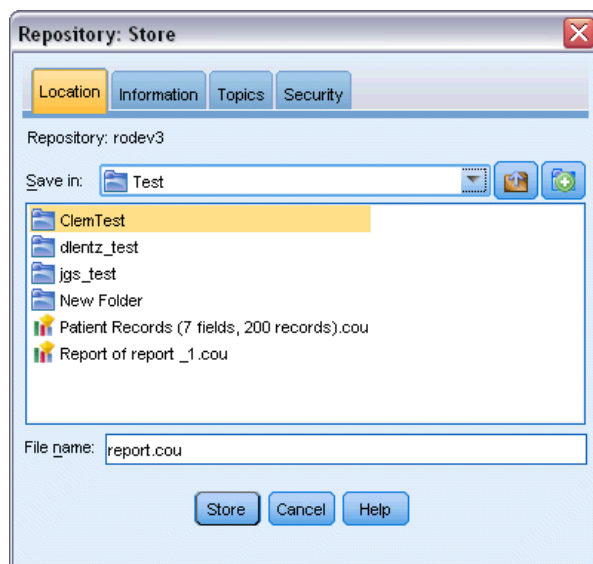 Repository: Store
Location Information Topics Security
Repository: rodev3
Save in: Test
ClemTest
dlentz_test
jgs_test
New Folder
Patient Records (7 fields, 200 records).cou
Report of report _1.cou
File name: report.cou
Store Cancel Help